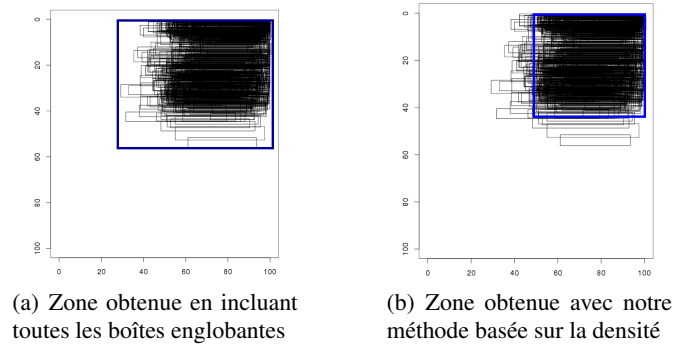 0
20
40
60
80
100
0 20 40 60 80 100
(a) Zone obtenue en incluant
toutes les boîtes englobantes
0
20
40
60
80
100
0 20 40 60 80 100
(b) Zone obtenue avec notre
méthode basée sur la densité